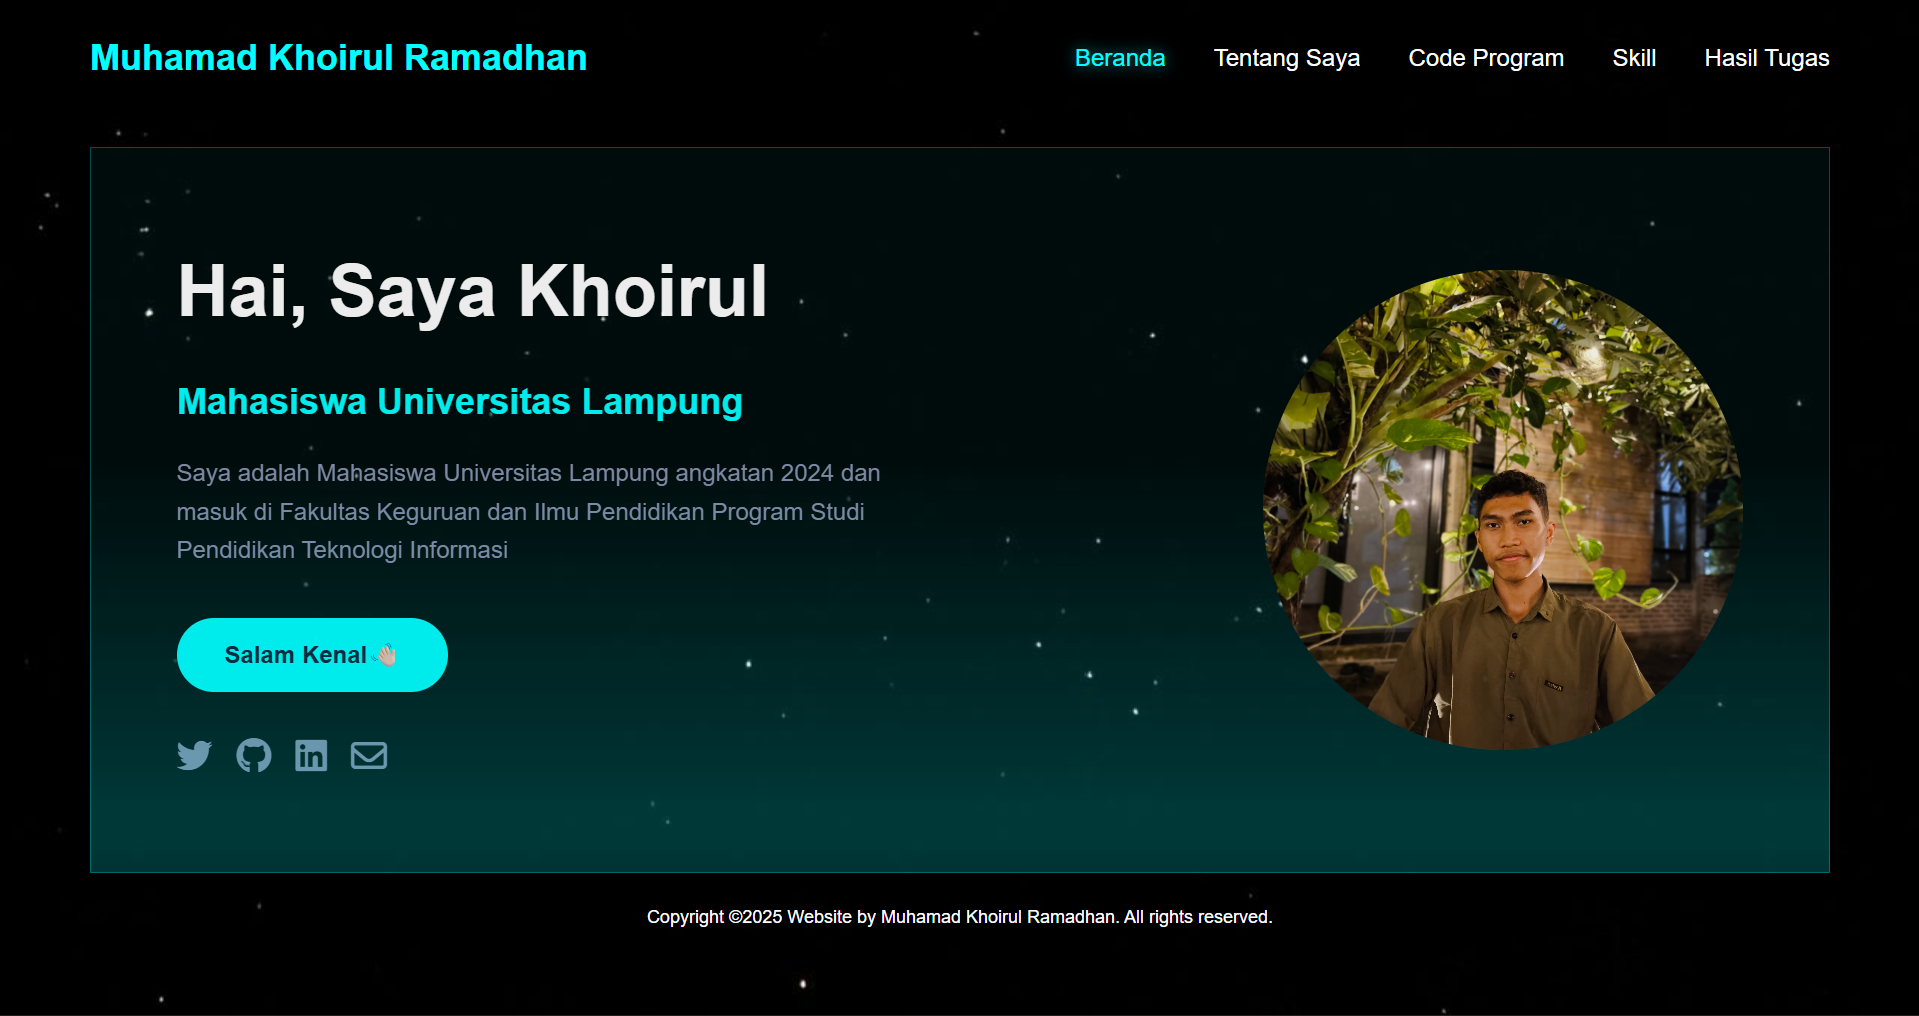 Muhamad Khoirul Ramadhan
Beranda Tentang Saya Code Program Skill Hasil Tugas
Hai, Saya Khoirul
Mahasiswa Universitas Lampung
Saya adalah Mahasiswa Universitas Lampung angkatan 2024 dan
masuk di Fakultas Keguruan dan Ilmu Pendidikan Program Studi
Pendidikan Teknologi Informasi
Salam Kenal 👋🏼
in
Copyright ©2025 Website by Muhamad Khoirul Ramadhan. All rights reserved.